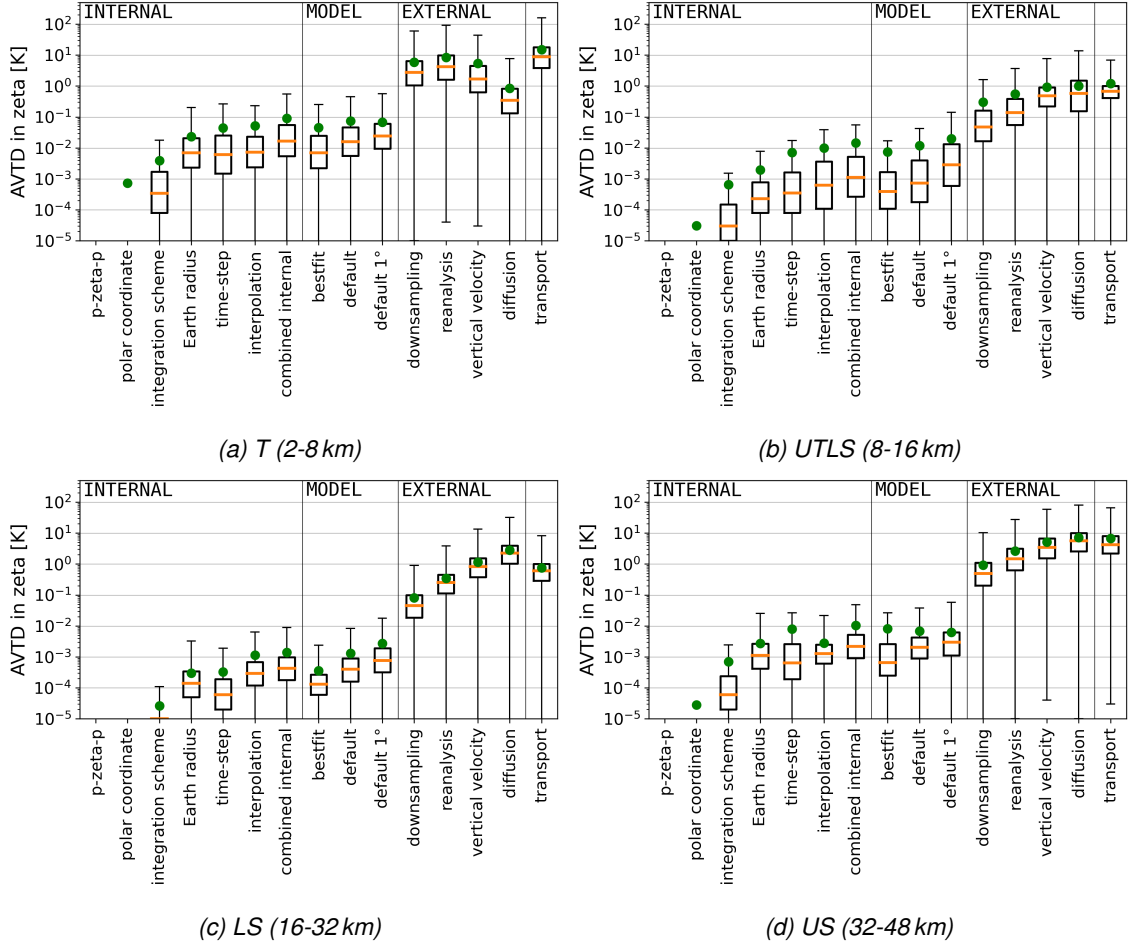 INTERNAL MODEL EXTERNAL
AVTD in zeta [K]
10²
10¹
10⁰
10⁻¹
10⁻²
10⁻³
10⁻⁴
10⁻⁵
p-zeta-p
polar coordinate
integration scheme
Earth radius
time-step
interpolation
combined internal
bestfit
default
default 1°
downsampling
reanalysis
vertical velocity
diffusion
transport
(a) T (2-8 km)
INTERNAL MODEL EXTERNAL
AVTD in zeta [K]
10²
10¹
10⁰
10⁻¹
10⁻²
10⁻³
10⁻⁴
10⁻⁵
p-zeta-p
polar coordinate
integration scheme
Earth radius
time-step
interpolation
combined internal
bestfit
default
default 1°
downsampling
reanalysis
vertical velocity
diffusion
transport
(b) UTLS (8-16 km)
INTERNAL MODEL EXTERNAL
AVTD in zeta [K]
10²
10¹
10⁰
10⁻¹
10⁻²
10⁻³
10⁻⁴
10⁻⁵
p-zeta-p
polar coordinate
integration scheme
Earth radius
time-step
interpolation
combined internal
bestfit
default
default 1°
downsampling
reanalysis
vertical velocity
diffusion
transport
(c) LS (16-32 km)
INTERNAL MODEL EXTERNAL
AVTD in zeta [K]
10²
10¹
10⁰
10⁻¹
10⁻²
10⁻³
10⁻⁴
10⁻⁵
p-zeta-p
polar coordinate
integration scheme
Earth radius
time-step
interpolation
combined internal
bestfit
default
default 1°
downsampling
reanalysis
vertical velocity
diffusion
transport
(d) US (32-48 km)